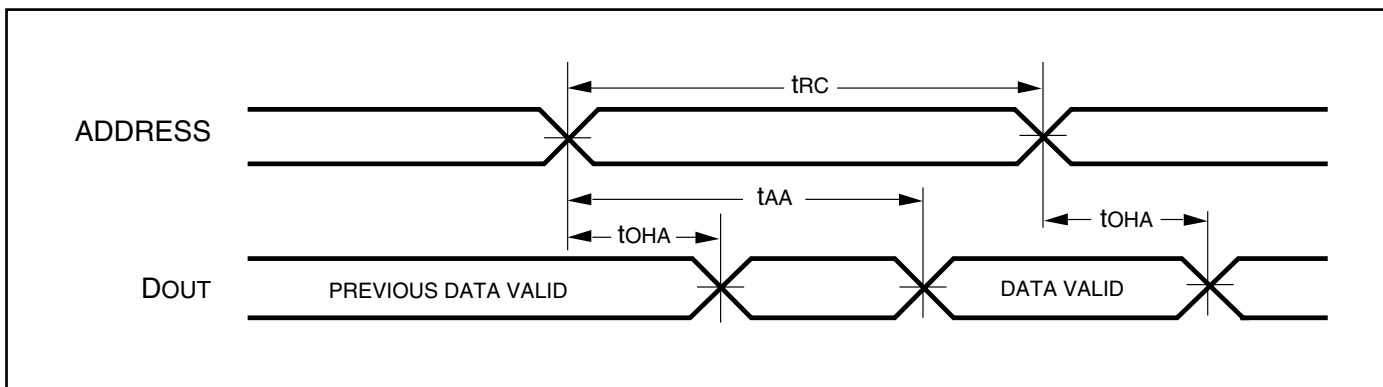 tRC
ADDRESS
tAA
tOHA
tOHA
DOUT
PREVIOUS DATA VALID
DATA VALID